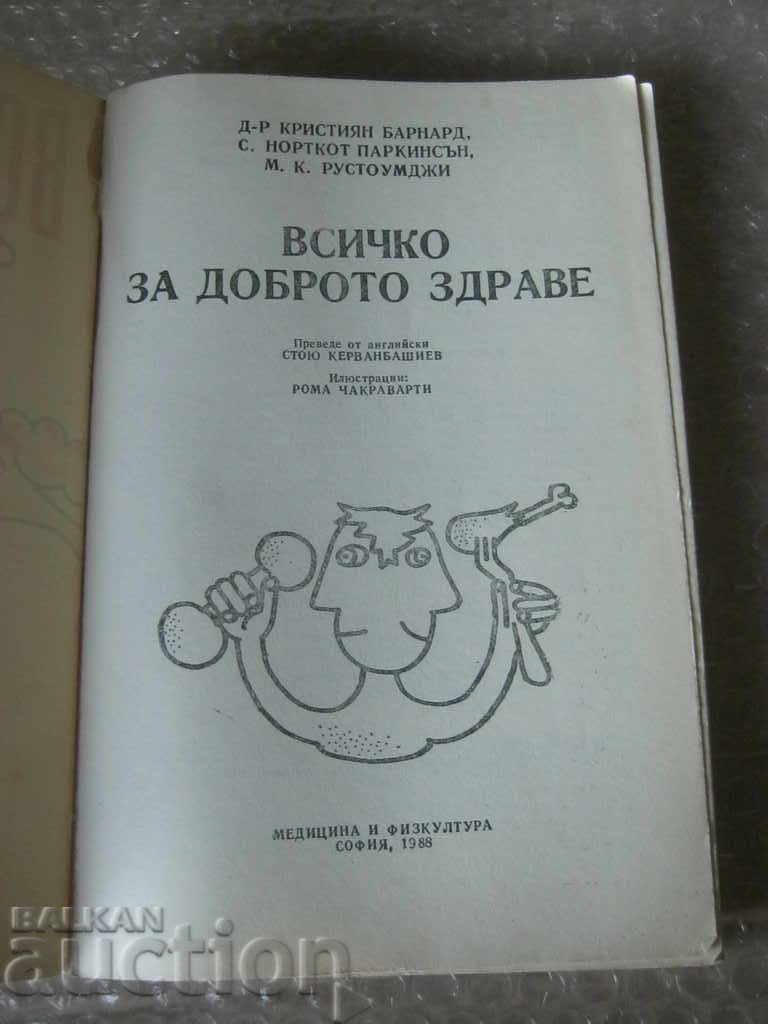 Д-Р КРИСТИЯН БАРНАРД,
С. НОРТКОТ ПАРКИНСЪН,
М. К. РУСТОУМДЖИ
ВСИЧКО
ЗА ДОБРОТО ЗДРАВЕ
Преведе от английски
СТОЮ КЕРВАНБАШИЕВ
Илюстрации:
РОМА ЧАКРАВАРТИ
МЕДИЦИНА И ФИЗКУЛТУРА
СОФИЯ, 1988
BALKAN
auction